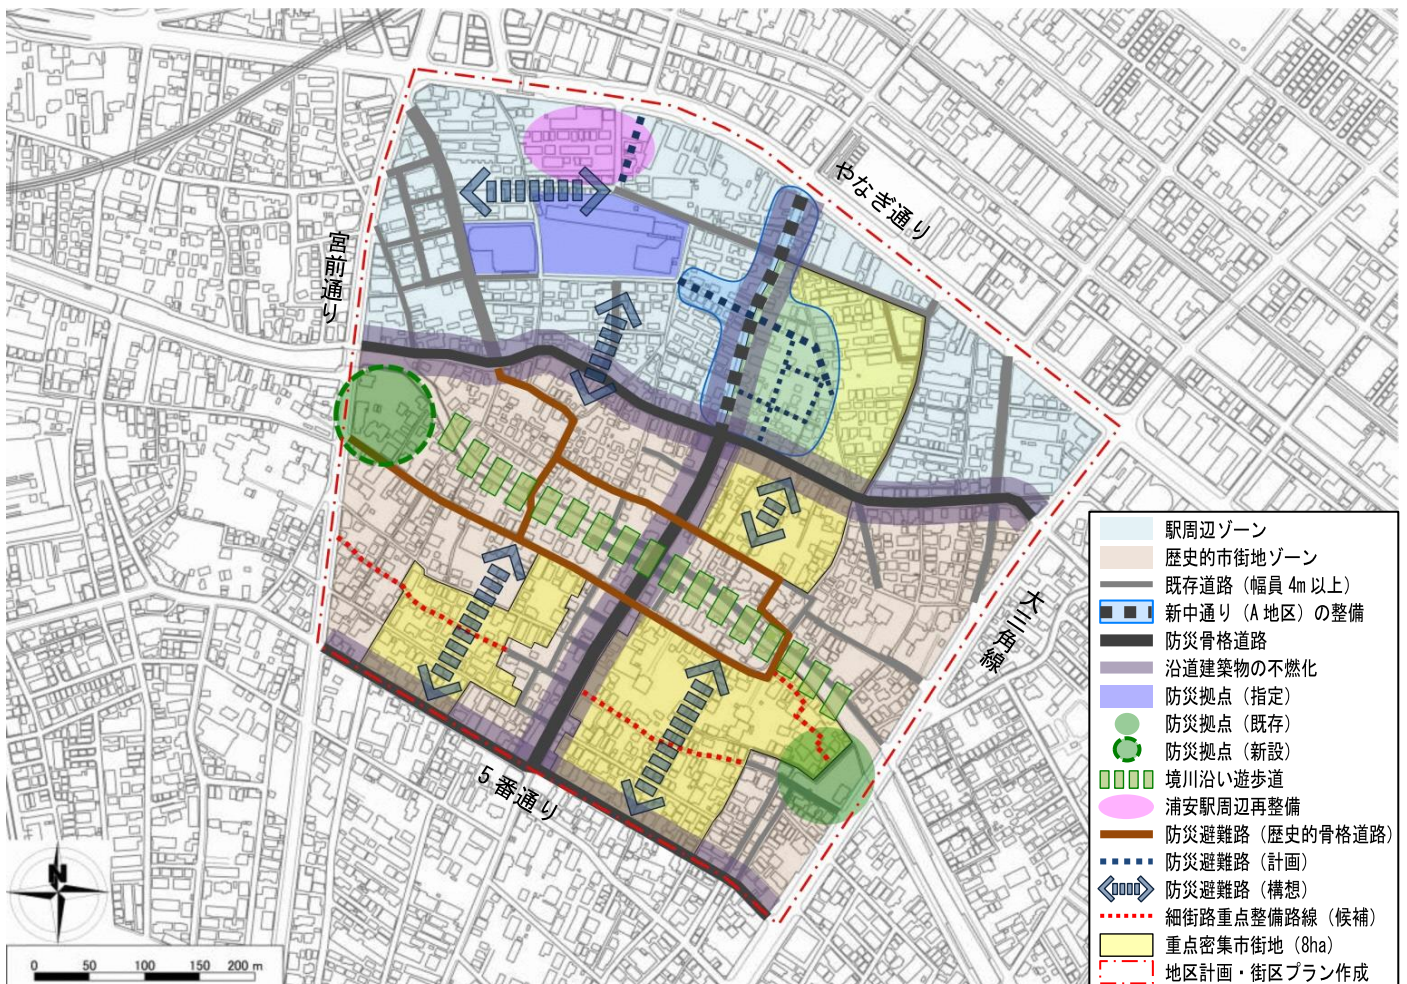 やなぎ通り
宮前通り
大三角線
5番通り
N
0 50 100 150 200 m
駅周辺ゾーン
歴史的市街地ゾーン
既存道路（幅員 4m 以上）
新中通り（A 地区）の整備
防災骨格道路
沿道建築物の不燃化
防災拠点（指定）
防災拠点（既存）
防災拠点（新設）
境川沿い遊歩道
浦安駅周辺再整備
防災避難路（歴史的骨格道路）
防災避難路（計画）
防災避難路（構想）
細街路重点整備路線（候補）
重点密集市街地（8ha）
地区計画・街区プラン作成